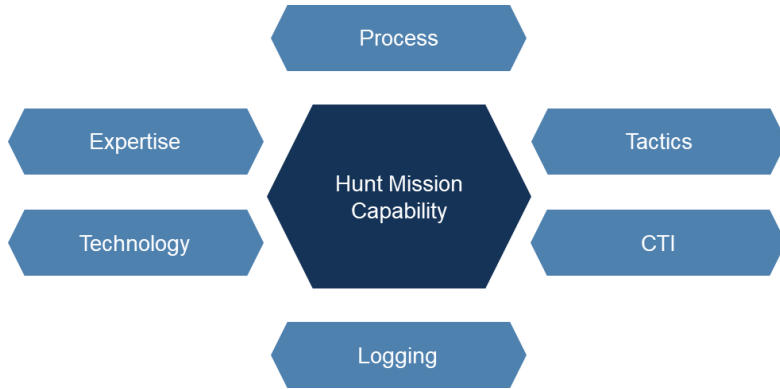 Process
Expertise
Tactics
Hunt Mission
Capability
Technology
CTI
Logging